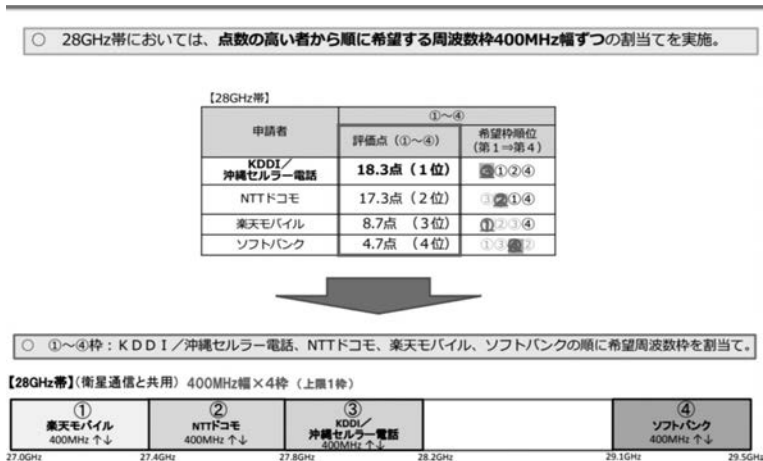 ○ 28GHz帯においては、点数の高い者から順に希望する周波数枠400MHz幅ずつの割当てを実施。
【28GHz帯】
申請者
①～④
評価点（①～④）
希望枠順位
（第1⇒第4）
KDDI／
沖縄セルラー電話
18.3点（1位）
③①②④
NTTドコモ
17.3点（2位）
③②①④
楽天モバイル
8.7点（3位）
①②③④
ソフトバンク
4.7点（4位）
①③④②
○ ①～④枠：ＫＤＤＩ／沖縄セルラー電話、NTTドコモ、楽天モバイル、ソフトバンクの順に希望周波数枠を割当て。
【28GHz帯】（衛星通信と共用）400MHz幅×4枠（上限1枠）
①
楽天モバイル
400MHz ↑↓
②
NTTドコモ
400MHz ↑↓
③
KDDI／
沖縄セルラー電話
400MHz ↑↓
④
ソフトバンク
400MHz ↑↓
27.0GHz 27.4GHz 27.8GHz 28.2GHz 29.1GHz 29.5GHz